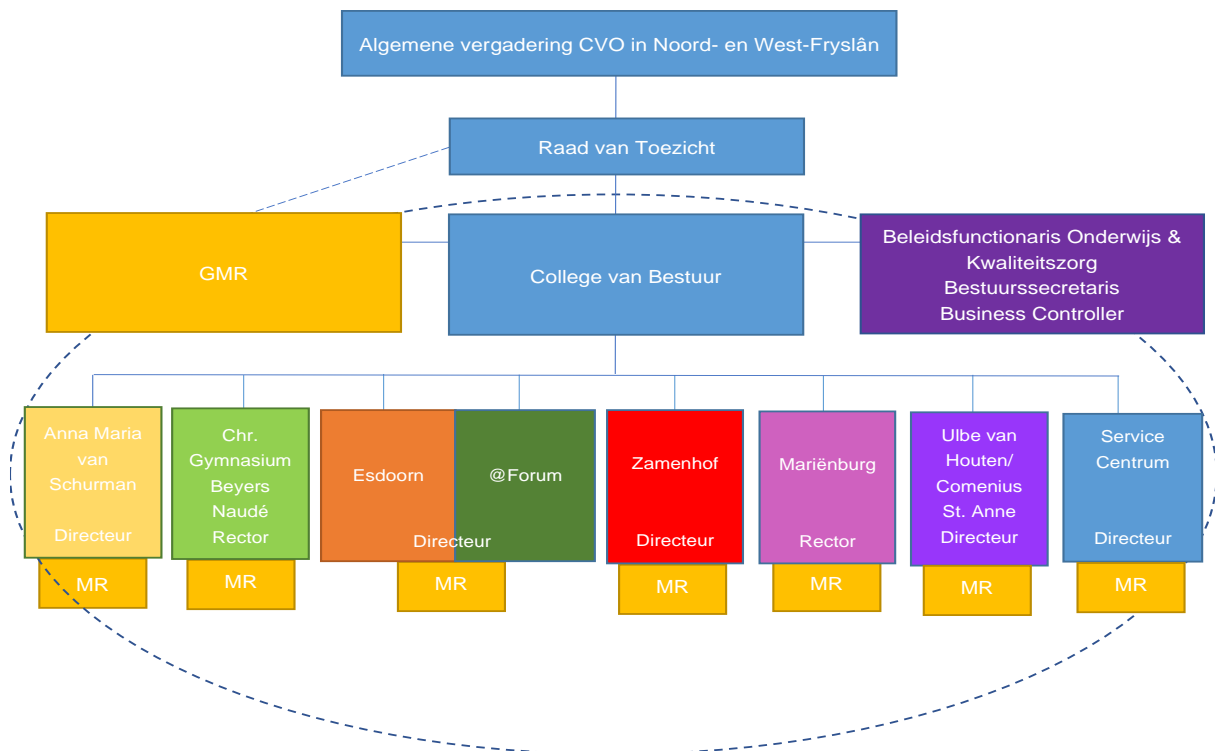 Algemene vergadering CVO in Noord- en West-Fryslân
Raad van Toezicht
GMR
College van Bestuur
Beleidsfunctionaris Onderwijs &
Kwaliteitszorg
Bestuurssecretaris
Business Controller
Anna Maria
van
Schurman
Directeur
Chr.
Gymnasium
Beyers
Naudé
Rector
Esdoorn
@Forum
Directeur
Zamenhof
Directeur
Mariënburg
Rector
Ulbe van
Houten/
Comenius
St. Anne
Directeur
Service
Centrum
Directeur
MR
MR
MR
MR
MR
MR
MR